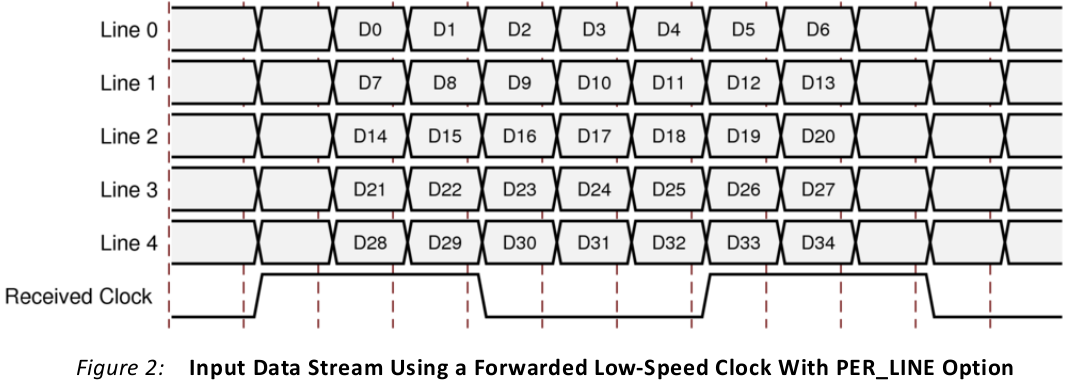 Line 0 D0 D1 D2 D3 D4 D5 D6
Line 1 D7 D8 D9 D10 D11 D12 D13
Line 2 D14 D15 D16 D17 D18 D19 D20
Line 3 D21 D22 D23 D24 D25 D26 D27
Line 4 D28 D29 D30 D31 D32 D33 D34
Received Clock
Figure 2: Input Data Stream Using a Forwarded Low-Speed Clock With PER_LINE Option